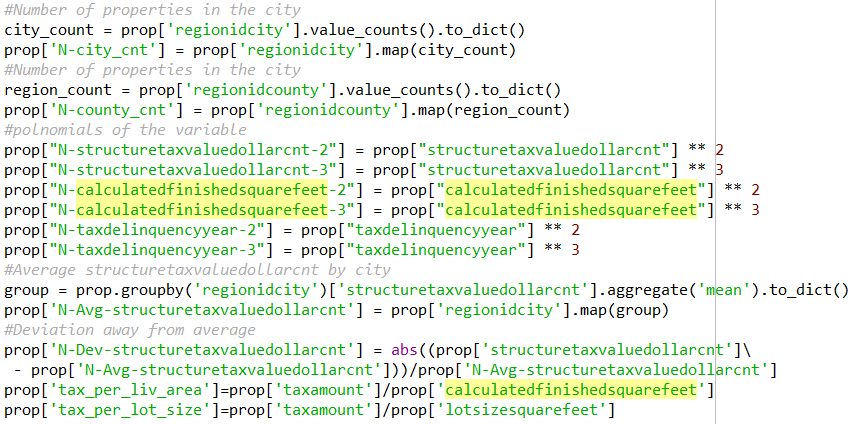 #Number of properties in the city
city_count = prop['regionidcity'].value_counts().to_dict()
prop['N-city_cnt'] = prop['regionidcity'].map(city_count)
#Number of properties in the city
region_count = prop['regionidcounty'].value_counts().to_dict()
prop['N-county_cnt'] = prop['regionidcounty'].map(region_count)
#polnomials of the variable
prop["N-structuretaxvaluedollarcnt-2"] = prop["structuretaxvaluedollarcnt"] ** 2
prop["N-structuretaxvaluedollarcnt-3"] = prop["structuretaxvaluedollarcnt"] ** 3
prop["N-calculatedfinishedsquarefeet-2"] = prop["calculatedfinishedsquarefeet"] ** 2
prop["N-calculatedfinishedsquarefeet-3"] = prop["calculatedfinishedsquarefeet"] ** 3
prop["N-taxdelinquencyyear-2"] = prop["taxdelinquencyyear"] ** 2
prop["N-taxdelinquencyyear-3"] = prop["taxdelinquencyyear"] ** 3
#Average structuretaxvaluedollarcnt by city
group = prop.groupby('regionidcity')['structuretaxvaluedollarcnt'].aggregate('mean').to_dict()
prop['N-Avg-structuretaxvaluedollarcnt'] = prop['regionidcity'].map(group)
#Deviation away from average
prop['N-Dev-structuretaxvaluedollarcnt'] = abs((prop['structuretaxvaluedollarcnt']\
 - prop['N-Avg-structuretaxvaluedollarcnt']))/prop['N-Avg-structuretaxvaluedollarcnt']
prop['tax_per_liv_area']=prop['taxamount']/prop['calculatedfinishedsquarefeet']
prop['tax_per_lot_size']=prop['taxamount']/prop['lotsizesquarefeet']